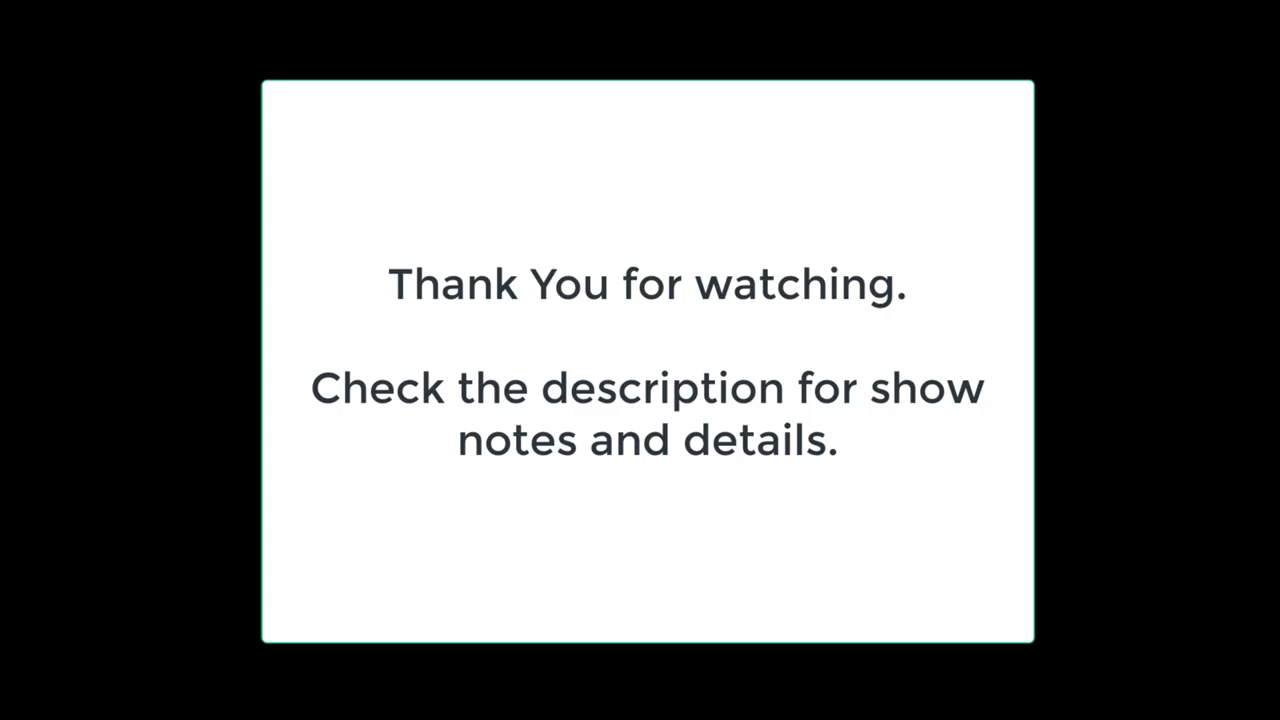 Thank You for watching.
Check the description for show
notes and details.